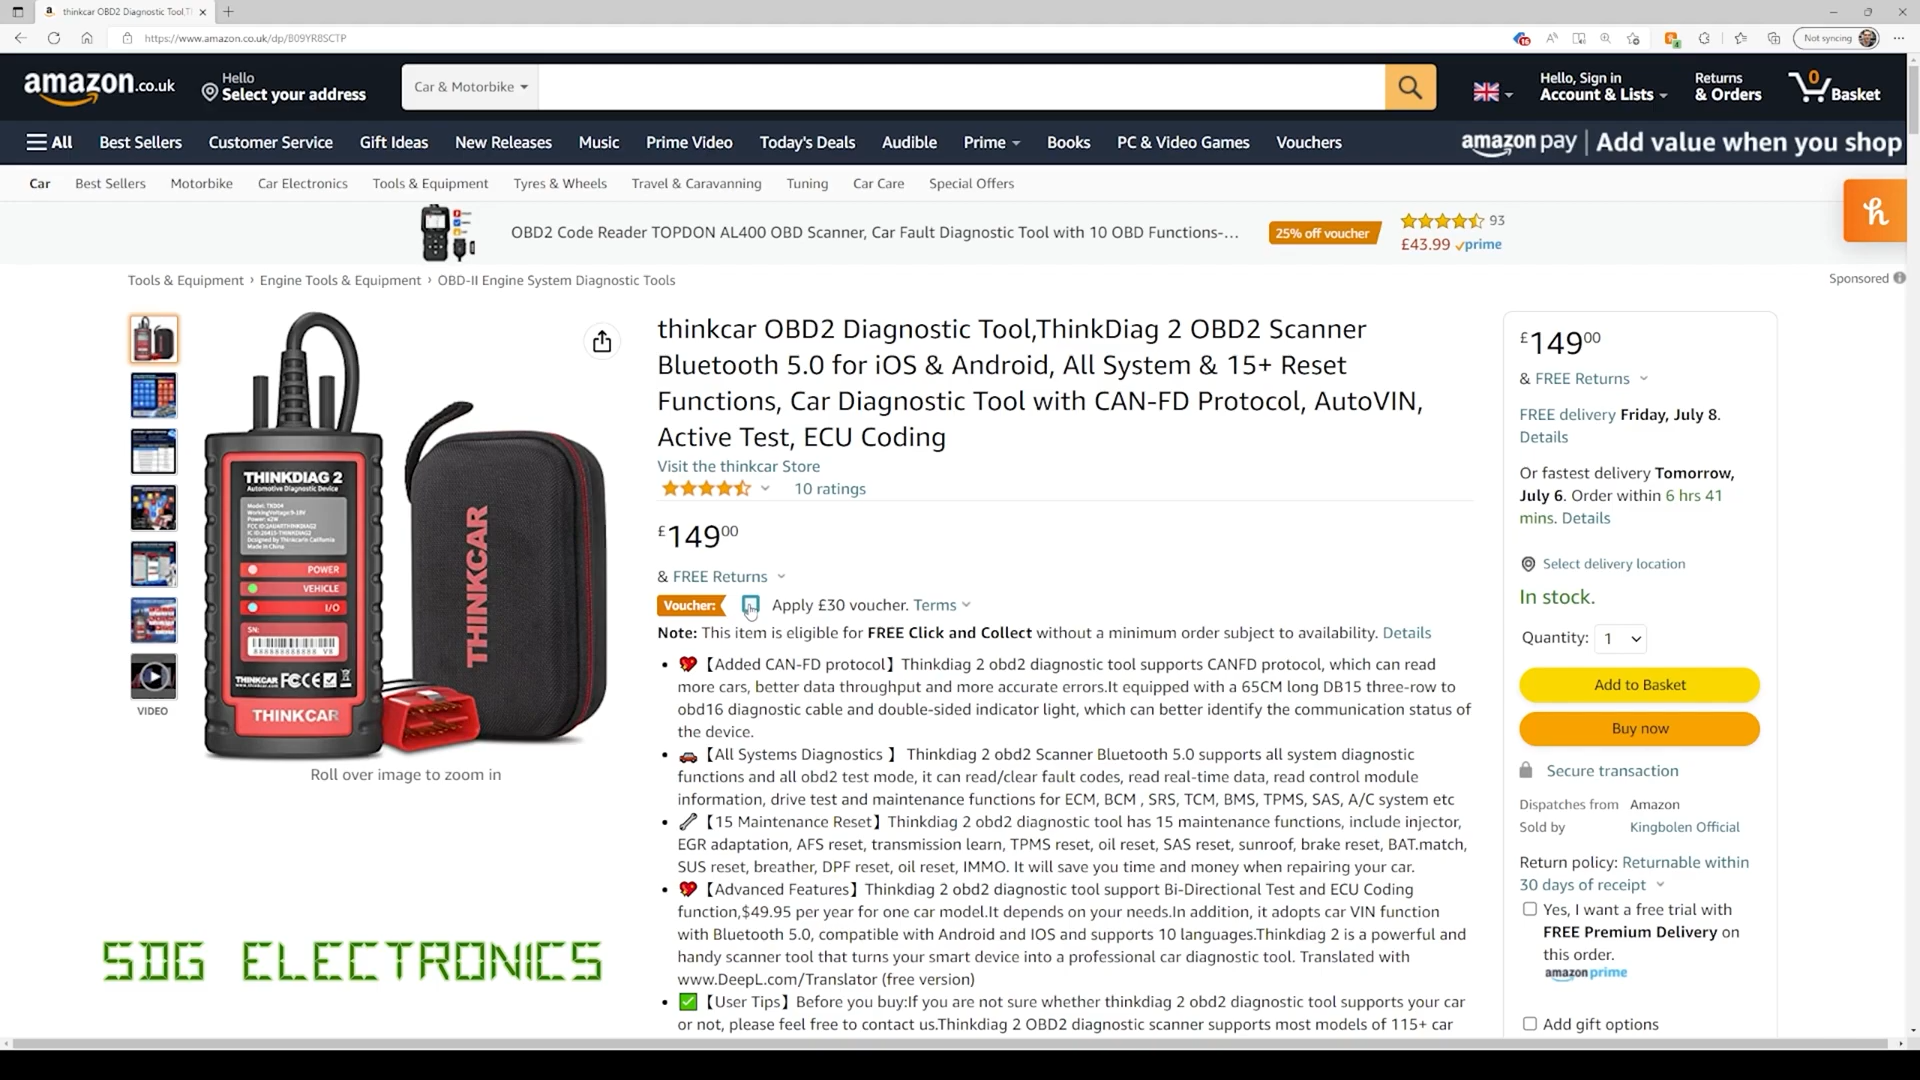 thinkcar OBD2 Diagnostic Tool,T
https://www.amazon.co.uk/dp/B09YR8SCTP
16
Not syncing
amazon.co.uk
Hello
Select your address
Car & Motorbike
Hello, Sign in
Account & Lists
Returns
& Orders
0
Basket
All
Best Sellers
Customer Service
Gift Ideas
New Releases
Music
Prime Video
Today's Deals
Audible
Prime
Books
PC & Video Games
Vouchers
amazon pay | Add value when you shop
Car
Best Sellers
Motorbike
Car Electronics
Tools & Equipment
Tyres & Wheels
Travel & Caravanning
Tuning
Car Care
Special Offers
OBD2 Code Reader TOPDON AL400 OBD Scanner, Car Fault Diagnostic Tool with 10 OBD Functions-...
25% off voucher
93
£43.99 prime
Sponsored
Tools & Equipment › Engine Tools & Equipment › OBD-II Engine System Diagnostic Tools
VIDEO
THINKDIAG 2
Automotive Diagnostic Device
POWER
VEHICLE
I/O
SN:
THINKCAR
FCC CE
THINKCAR
THINKCAR
Roll over image to zoom in
thinkcar OBD2 Diagnostic Tool,ThinkDiag 2 OBD2 Scanner
Bluetooth 5.0 for iOS & Android, All System & 15+ Reset
Functions, Car Diagnostic Tool with CAN-FD Protocol, AutoVIN,
Active Test, ECU Coding
Visit the thinkcar Store
10 ratings
£149.00
& FREE Returns
Voucher:
Apply £30 voucher. Terms
Note: This item is eligible for FREE Click and Collect without a minimum order subject to availability. Details
• 💖【Added CAN-FD protocol】Thinkdiag 2 obd2 diagnostic tool supports CANFD protocol, which can read
more cars, better data throughput and more accurate errors.It equipped with a 65CM long DB15 three-row to
obd16 diagnostic cable and double-sided indicator light, which can better identify the communication status of
the device.
• 🚗【All Systems Diagnostics 】 Thinkdiag 2 obd2 Scanner Bluetooth 5.0 supports all system diagnostic
functions and all obd2 test mode, it can read/clear fault codes, read real-time data, read control module
information, drive test and maintenance functions for ECM, BCM , SRS, TCM, BMS, TPMS, SAS, A/C system etc
• 🔧【15 Maintenance Reset】Thinkdiag 2 obd2 diagnostic tool has 15 maintenance functions, include injector,
EGR adaptation, AFS reset, transmission learn, TPMS reset, oil reset, SAS reset, sunroof, brake reset, BAT.match,
SUS reset, breather, DPF reset, oil reset, IMMO. It will save you time and money when repairing your car.
• 💖【Advanced Features】Thinkdiag 2 obd2 diagnostic tool support Bi-Directional Test and ECU Coding
function,$49.95 per year for one car model.It depends on your needs.In addition, it adopts car VIN function
with Bluetooth 5.0, compatible with Android and IOS and supports 10 languages.Thinkdiag 2 is a powerful and
handy scanner tool that turns your smart device into a professional car diagnostic tool. Translated with
www.DeepL.com/Translator (free version)
• ✅【User Tips】Before you buy:If you are not sure whether thinkdiag 2 obd2 diagnostic tool supports your car
or not, please feel free to contact us.Thinkdiag 2 OBD2 diagnostic scanner supports most models of 115+ car
£149.00
& FREE Returns
FREE delivery Friday, July 8.
Details
Or fastest delivery Tomorrow,
July 6. Order within 6 hrs 41
mins. Details
Select delivery location
In stock.
Quantity: 1
Add to Basket
Buy now
Secure transaction
Dispatches from Amazon
Sold by Kingbolen Official
Return policy: Returnable within
30 days of receipt
Yes, I want a free trial with
FREE Premium Delivery on
this order.
amazon prime
Add gift options
SDG ELECTRONICS